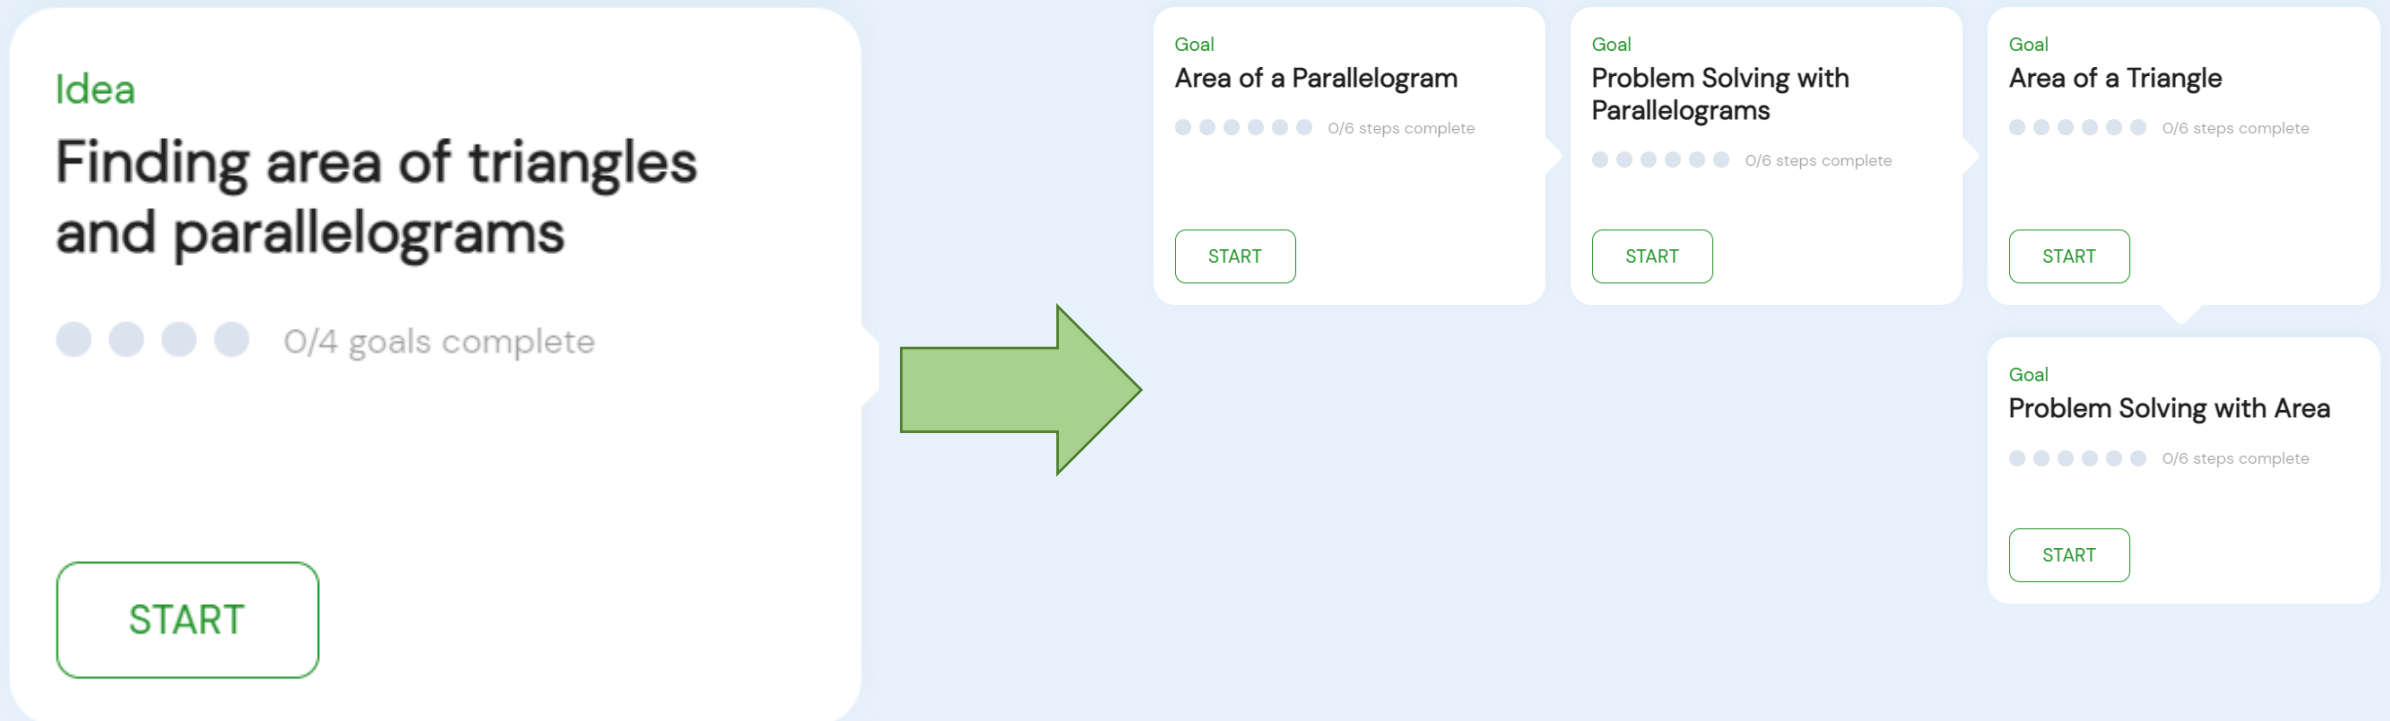 Idea
Finding area of triangles
and parallelograms
0/4 goals complete
START
Goal
Area of a Parallelogram
0/6 steps complete
START
Goal
Problem Solving with
Parallelograms
0/6 steps complete
START
Goal
Area of a Triangle
0/6 steps complete
START
Goal
Problem Solving with Area
0/6 steps complete
START